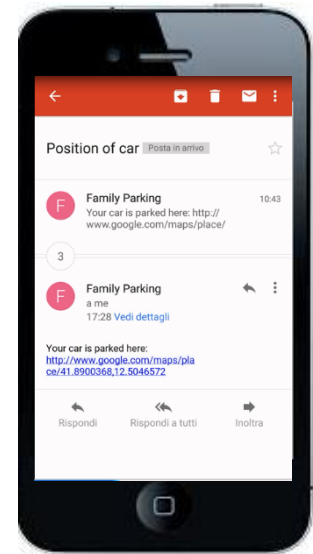 Position of car Posta in arrivo
F
Family Parking 10:43
Your car is parked here: http://
www.google.com/maps/place/
3
F
Family Parking
a me
17:28 Vedi dettagli
Your car is parked here:
http://www.google.com/maps/pla
ce/41.8900368,12.5046572
Rispondi Rispondi a tutti Inoltra